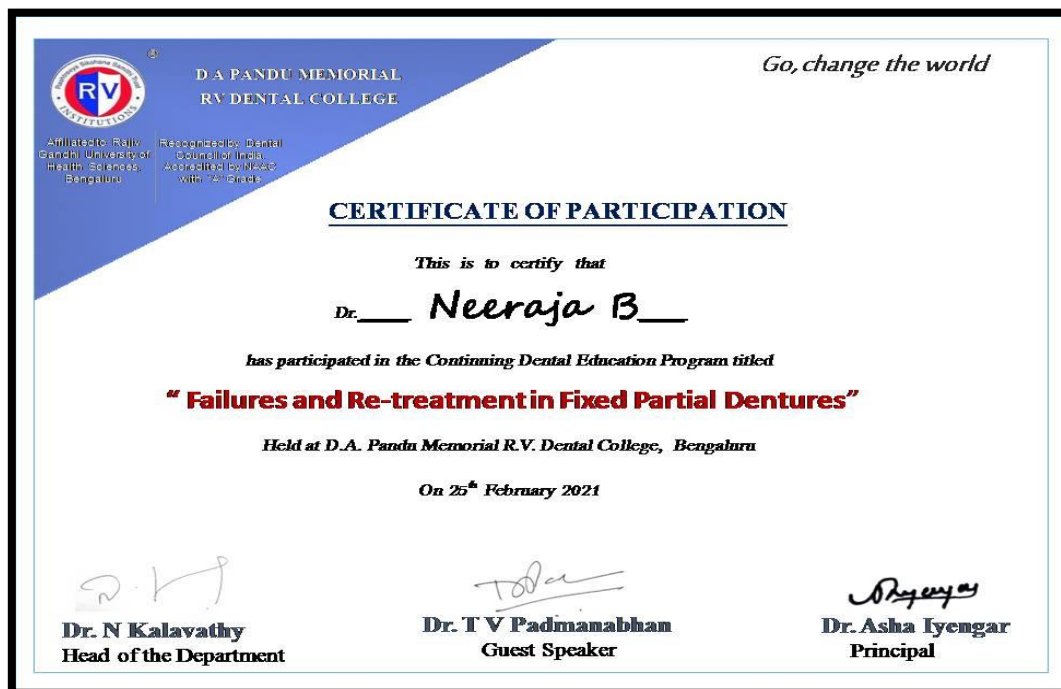 ®
D A PANDU MEMORIAL
RV DENTAL COLLEGE
Go, change the world
RV
INSTITUTIONS
Affiliated to Rajiv
Gandhi University of
Health Sciences,
Bengaluru
Recognized by Dental
Council of India
Accredited by NAAC
with "A" Grade
CERTIFICATE OF PARTICIPATION
This is to certify that
Dr.___ Neeraja B___
has participated in the Continuing Dental Education Program titled
“ Failures and Re-treatment in Fixed Partial Dentures”
Held at D.A. Pandu Memorial R.V. Dental College, Bengaluru
On 25th February 2021
Dr. N Kalavathy
Head of the Department
Dr. T V Padmanabhan
Guest Speaker
Dr. Asha Iyengar
Principal